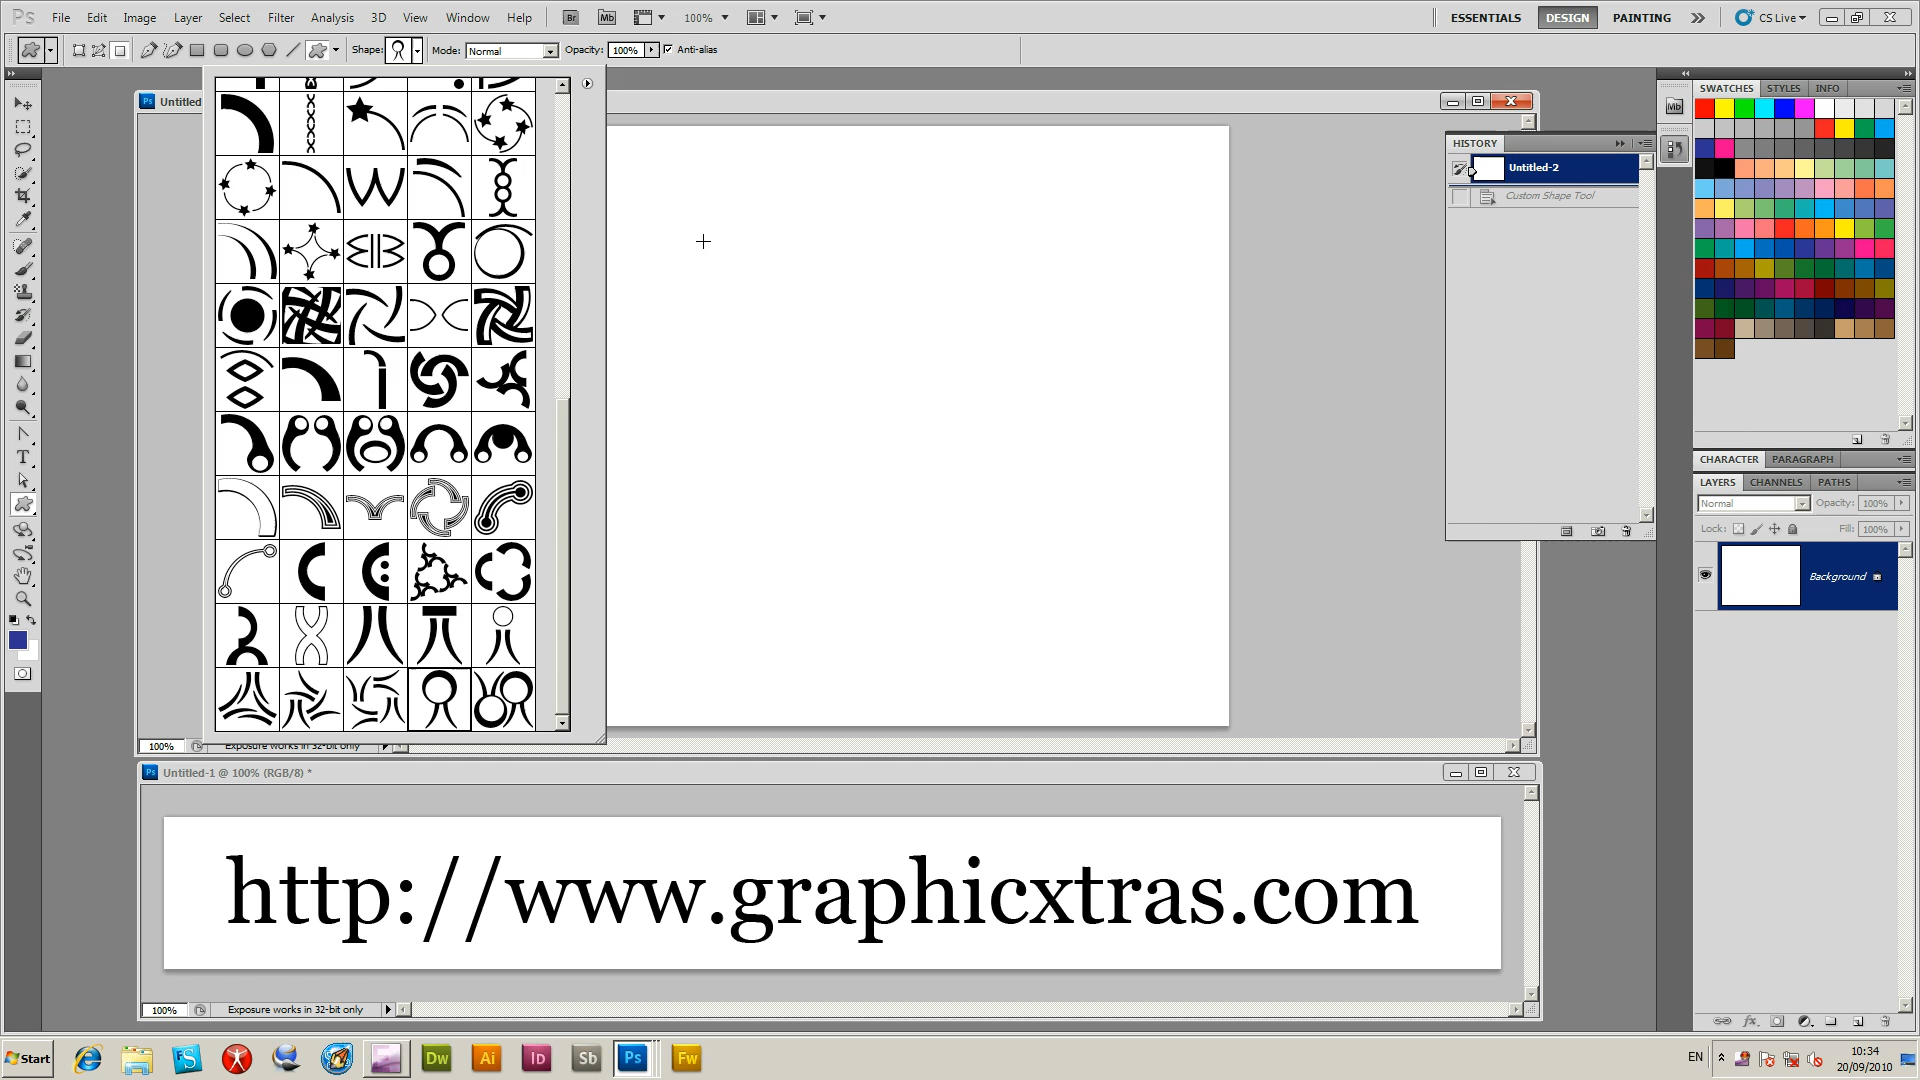 Ps File Edit Image Layer Select Filter Analysis 3D View Window Help Br Mb 100% ESSENTIALS DESIGN PAINTING CS Live
Shape: Mode: Normal Opacity: 100% Anti-alias
Ps Untitled
SWATCHES STYLES INFO
Mb
HISTORY
Untitled-2
Custom Shape Tool
CHARACTER PARAGRAPH
LAYERS CHANNELS PATHS
Normal Opacity: 100%
Lock: Fill: 100%
Background
100% Exposure works in 32-bit only
Ps Untitled-1 @ 100% (RGB/8) *
http://www.graphicxtras.com
100% Exposure works in 32-bit only
Start FS Dw Ai Id Sb Ps Fw EN 10:34
20/09/2010